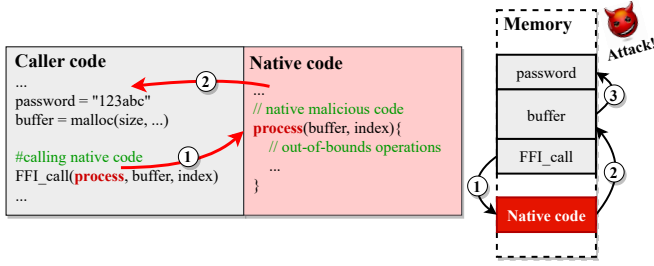 Caller code
...
password = "123abc"
buffer = malloc(size, ...)
#calling native code
FFI_call(process, buffer, index)
...
Native code
...
// native malicious code
process(buffer, index){
// out-of-bounds operations
...
}
2
1
Memory
Attack!
password
buffer
FFI_call
Native code
3
1
2